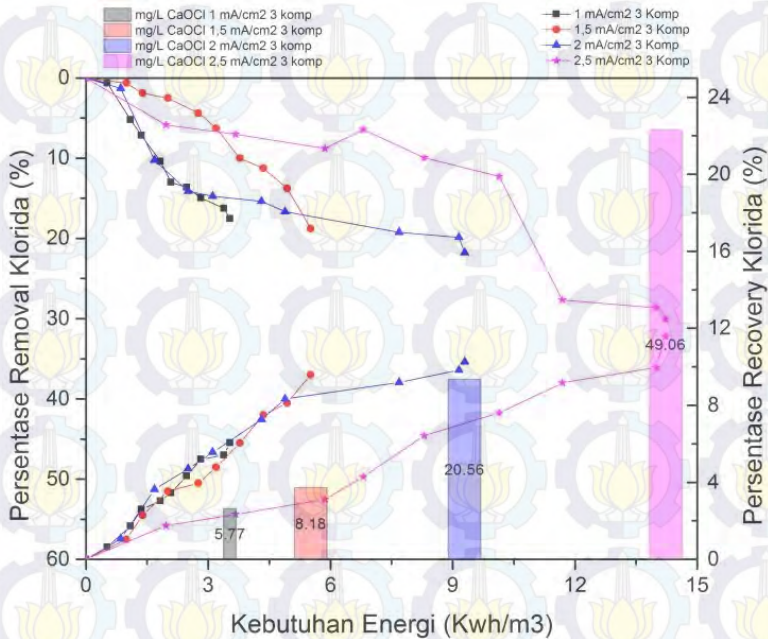 mg/L CaOCl 1 mA/cm2 3 komp
mg/L CaOCl 1,5 mA/cm2 3 komp
mg/L CaOCl 2 mA/cm2 3 komp
mg/L CaOCl 2,5 mA/cm2 3 komp
1 mA/cm2 3 Komp
1,5 mA/cm2 3 Komp
2 mA/cm2 3 Komp
2,5 mA/cm2 3 Komp
Persentase Removal Klorida (%)
0
10
20
30
40
50
60
5.77
8.18
20.56
49.06
24
20
16
12
8
4
0
Persentase Recovery Klorida (%)
0
3
6
9
12
15
Kebutuhan Energi (Kwh/m3)